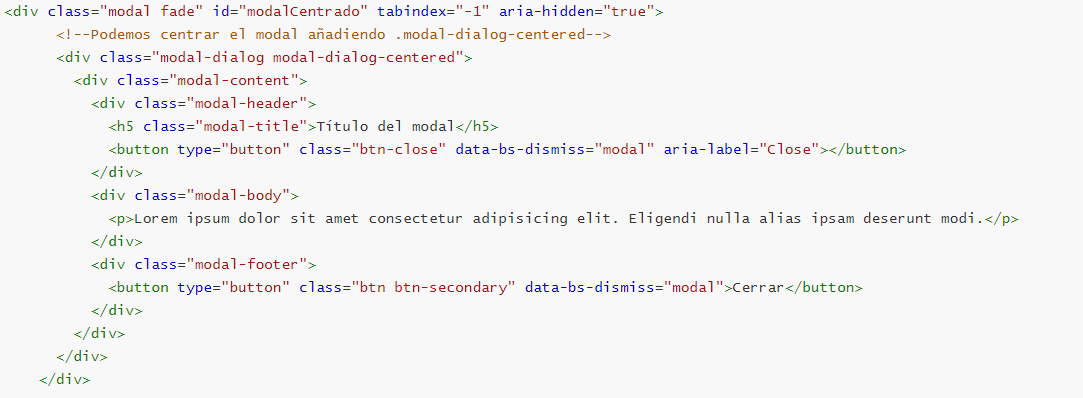 <div class="modal fade" id="modalCentrado" tabindex="-1" aria-hidden="true">
<!--Podemos centrar el modal añadiendo .modal-dialog-centered-->
<div class="modal-dialog modal-dialog-centered">
<div class="modal-content">
<div class="modal-header">
<h5 class="modal-title">Título del modal</h5>
<button type="button" class="btn-close" data-bs-dismiss="modal" aria-label="Close"></button>
</div>
<div class="modal-body">
<p>Lorem ipsum dolor sit amet consectetur adipisicing elit. Eligendi nulla alias ipsam deserunt modi.</p>
</div>
<div class="modal-footer">
<button type="button" class="btn btn-secondary" data-bs-dismiss="modal">Cerrar</button>
</div>
</div>
</div>
</div>